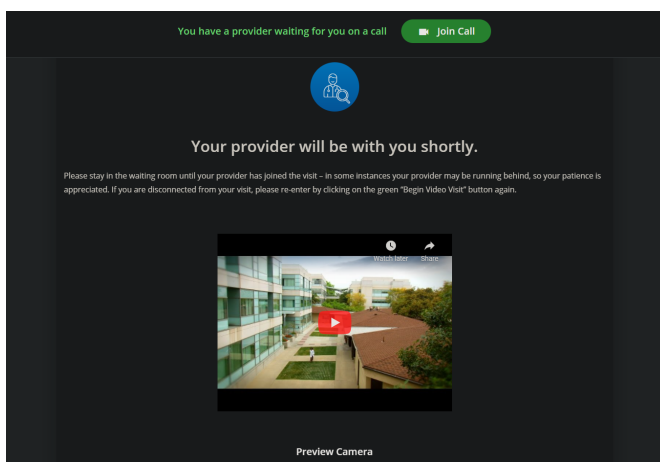 You have a provider waiting for you on a call
Join Call
Your provider will be with you shortly.
Please stay in the waiting room until your provider has joined the visit – in some instances your provider may be running behind, so your patience is
appreciated. If you are disconnected from your visit, please re-enter by clicking on the green “Begin Video Visit” button again.
Watch later
Share
Preview Camera